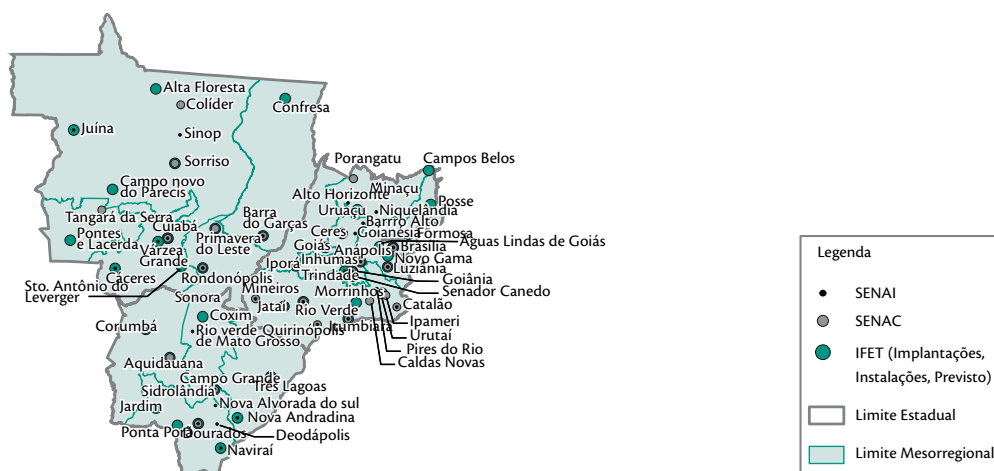 Alta Floresta
Colíder
Confresa
Juína
Sinop
Sorriso
Porangatu
Campos Belos
Campo novo
do Parecis
Alto Horizonte
Minaçu
Posse
Tangará da Serra
Uruaçu
Niquelândia
Barra
do Garças
Barro Alto
Pontes
e Lacerda
Cuiabá
Várzea
Grande
Primavera
do Leste
Ceres
Goianésia
Formosa
Goiás
Anápolis
Brasília
Águas Lindas de Goiás
Inhumas
Novo Gama
Iporá
Trindade
Luziânia
Goiânia
Cáceres
Sto. Antônio do
Leverger
Rondonópolis
Senador Canedo
Sonora
Mineiros
Morrinhos
Jataí
Rio Verde
Catalão
Corumbá
Coxim
Rio verde
de Mato Grosso
Quirinópolis
Itumbiara
Ipameri
Urutaí
Pires do Rio
Caldas Novas
Aquidauana
Campo Grande
Sidrolândia
Três Lagoas
Jardim
Nova Alvorada do sul
Nova Andradina
Ponta Porã
Dourados
Deodápolis
Naviraí
Legenda
SENAI
SENAC
IFET (Implantações,
Instalações, Previsto)
Limite Estadual
Limite Mesorregional